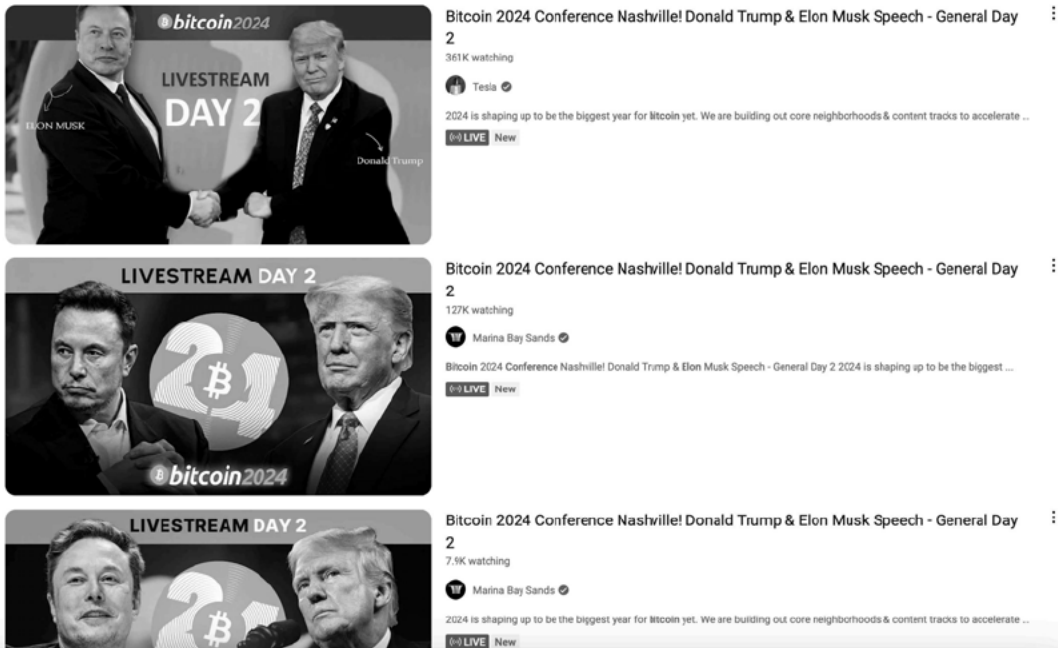 bitcoin2024
LIVESTREAM
DAY 2
ELON MUSK
Donald Trump
Bitcoin 2024 Conference Nashville! Donald Trump & Elon Musk Speech - General Day
2
361K watching
Tesla
2024 is shaping up to be the biggest year for bitcoin yet. We are building out core neighborhoods & content tracks to accelerate ...
LIVE New
LIVESTREAM DAY 2
21
bitcoin2024
Bitcoin 2024 Conference Nashville! Donald Trump & Elon Musk Speech - General Day
2
127K watching
Marina Bay Sands
Bitcoin 2024 Conference Nashville! Donald Trump & Elon Musk Speech - General Day 2 2024 is shaping up to be the biggest ...
LIVE New
LIVESTREAM DAY 2
21
Bitcoin 2024 Conference Nashville! Donald Trump & Elon Musk Speech - General Day
2
7.9K watching
Marina Bay Sands
2024 is shaping up to be the biggest year for bitcoin yet. We are building out core neighborhoods & content tracks to accelerate ...
LIVE New